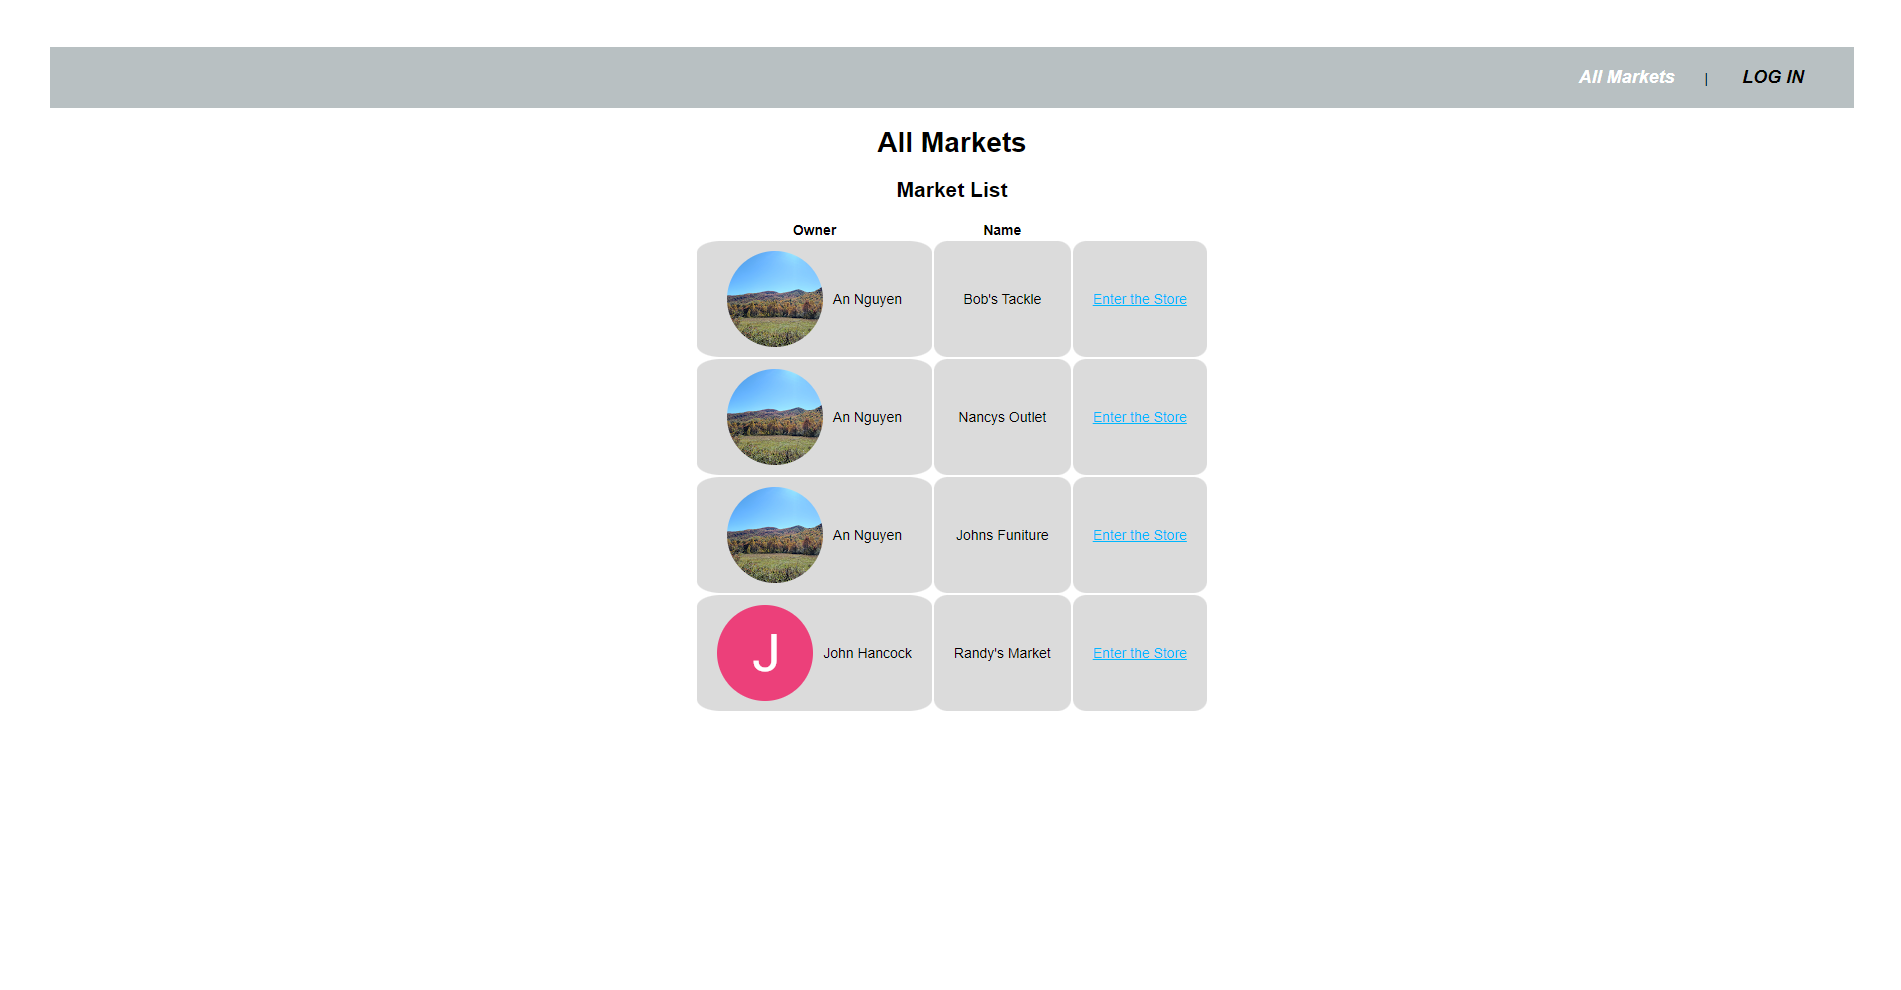 All Markets | LOG IN
All Markets
Market List
Owner Name
An Nguyen Bob's Tackle Enter the Store
An Nguyen Nancys Outlet Enter the Store
An Nguyen Johns Funiture Enter the Store
J John Hancock Randy's Market Enter the Store